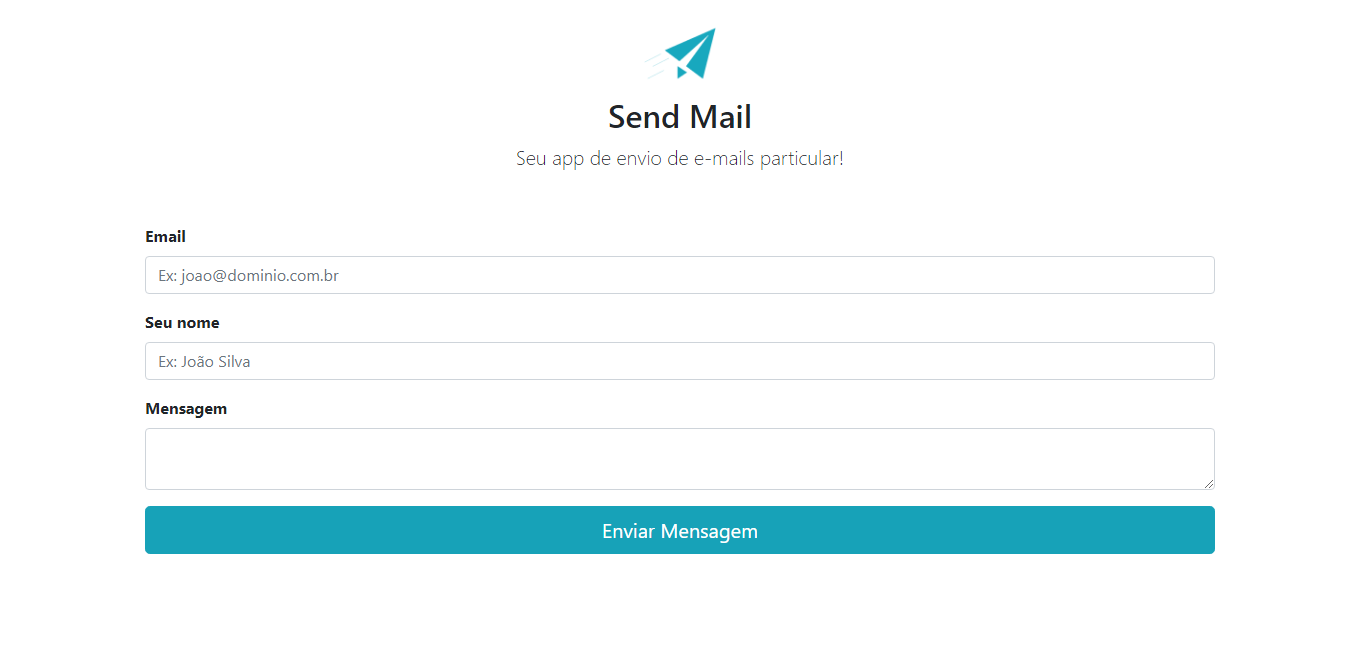 Send Mail
Seu app de envio de e-mails particular!
Email
Ex: joao@dominio.com.br
Seu nome
Ex: João Silva
Mensagem
Enviar Mensagem